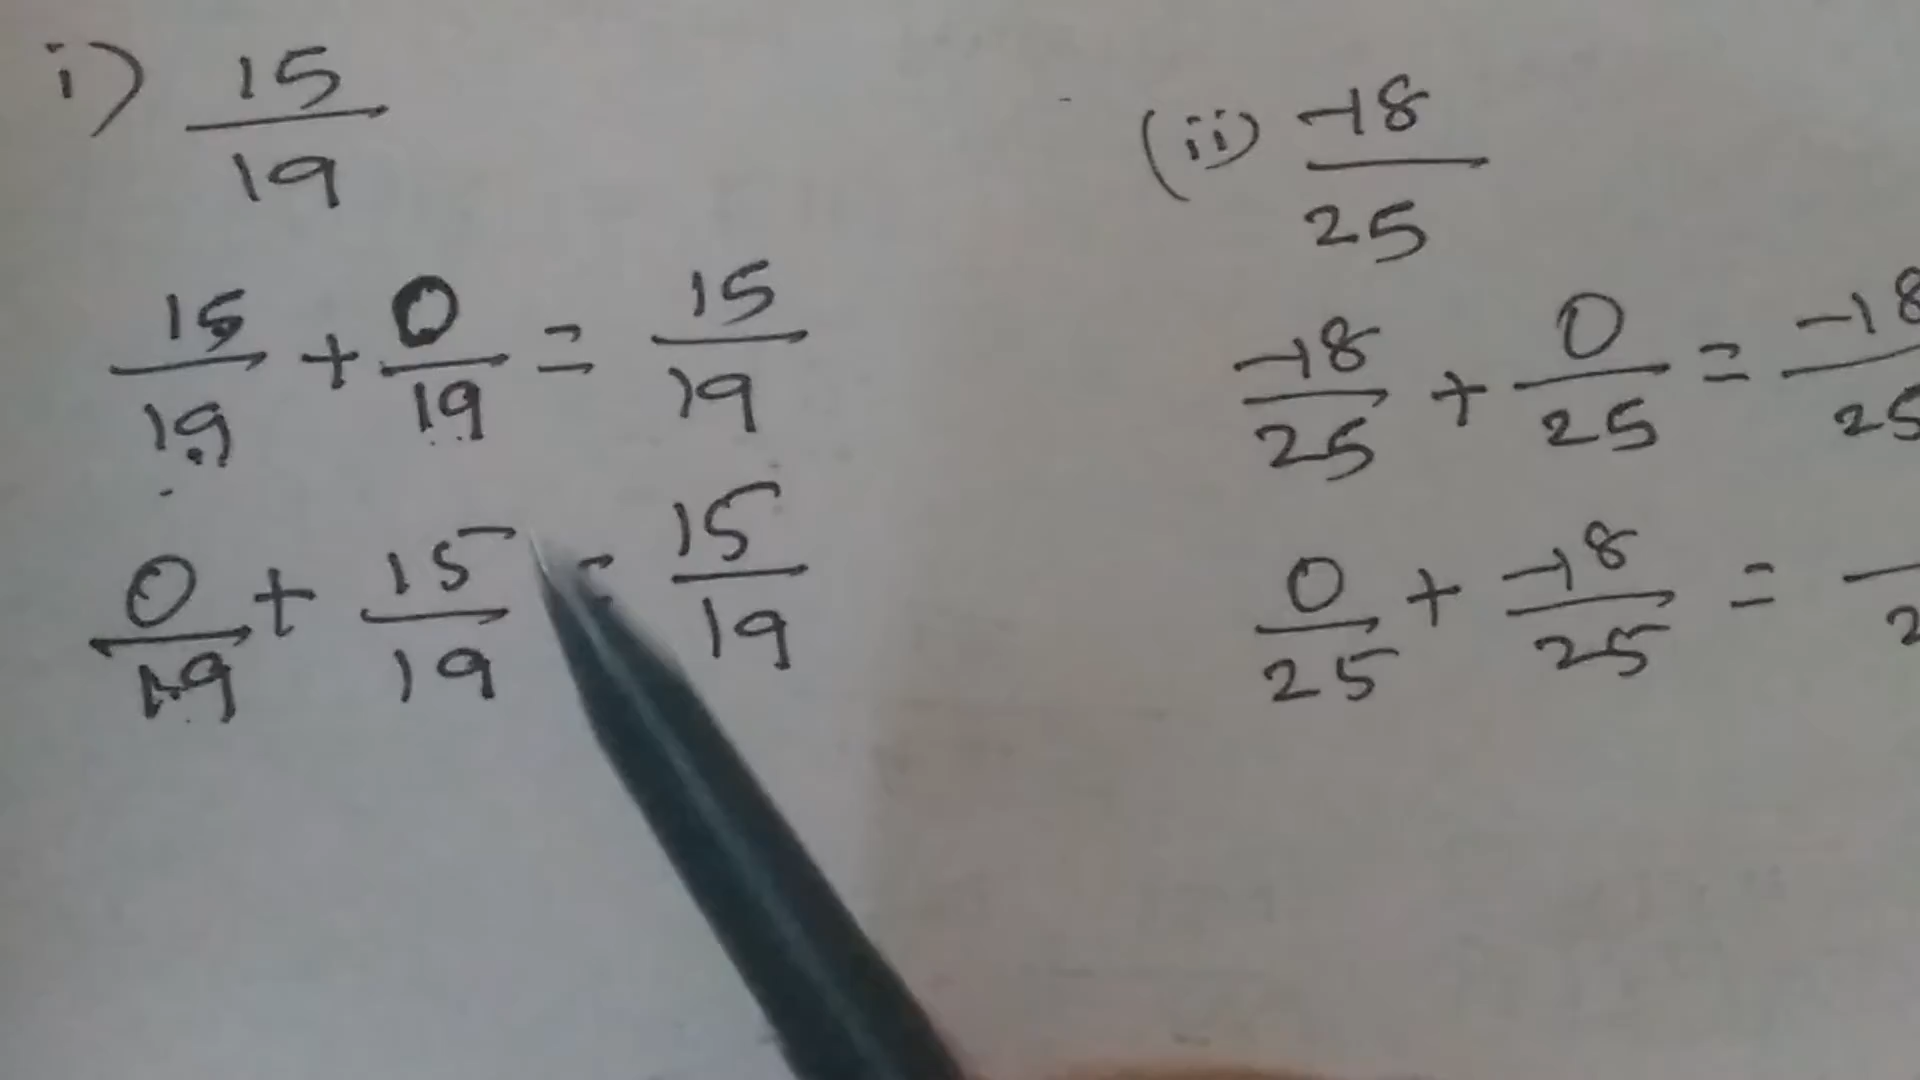 i) 15/19
15/19 + 0/19 = 15/19
0/19 + 15/19 = 15/19
(ii) -18/25
-18/25 + 0/25 = -18/25
0/25 + -18/25 =